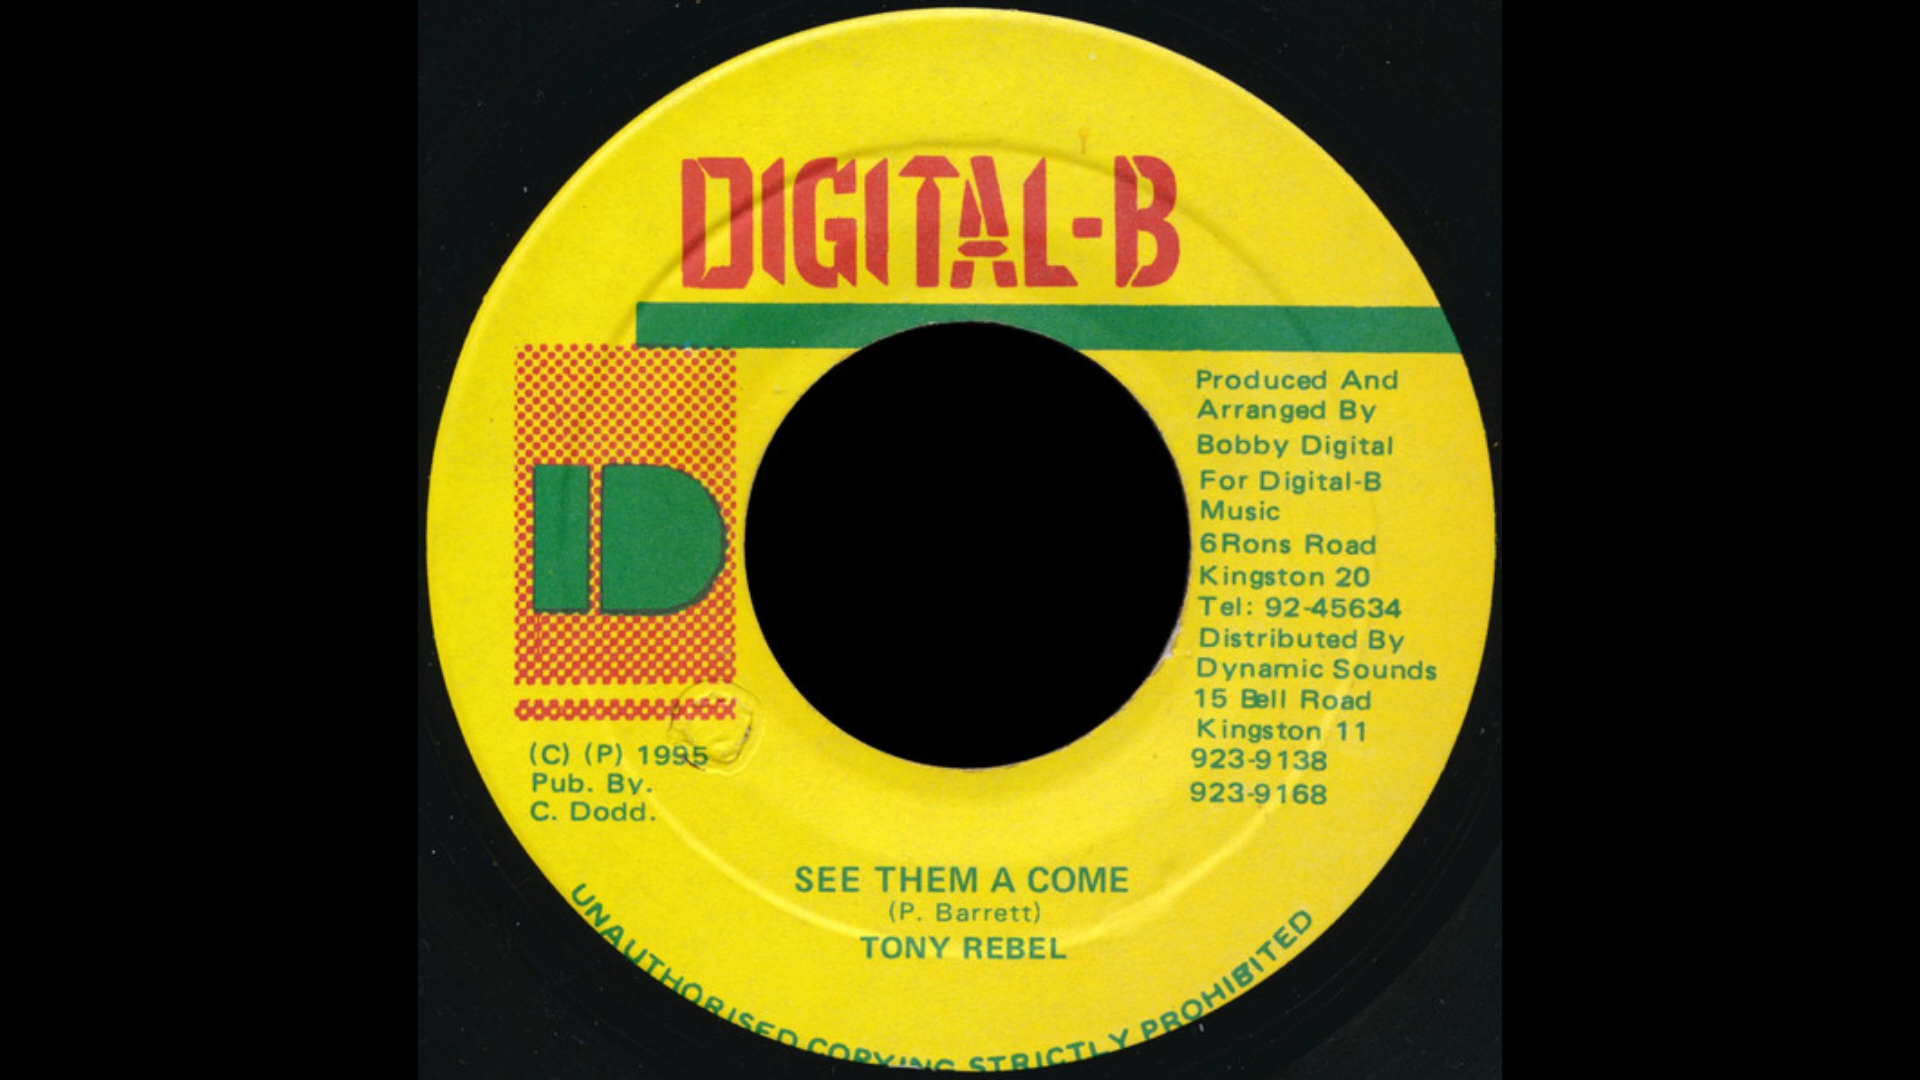 DIGITAL-B
Produced And
Arranged By
Bobby Digital
For Digital-B
Music
6Rons Road
Kingston 20
Tel: 92-45634
Distributed By
Dynamic Sounds
15 Bell Road
Kingston 11
923-9138
923-9168
D
(C) (P) 1995
Pub. By.
C. Dodd.
SEE THEM A COME
(P. Barrett)
TONY REBEL
UNAUTHORISED COPYING STRICTLY PROHIBITED